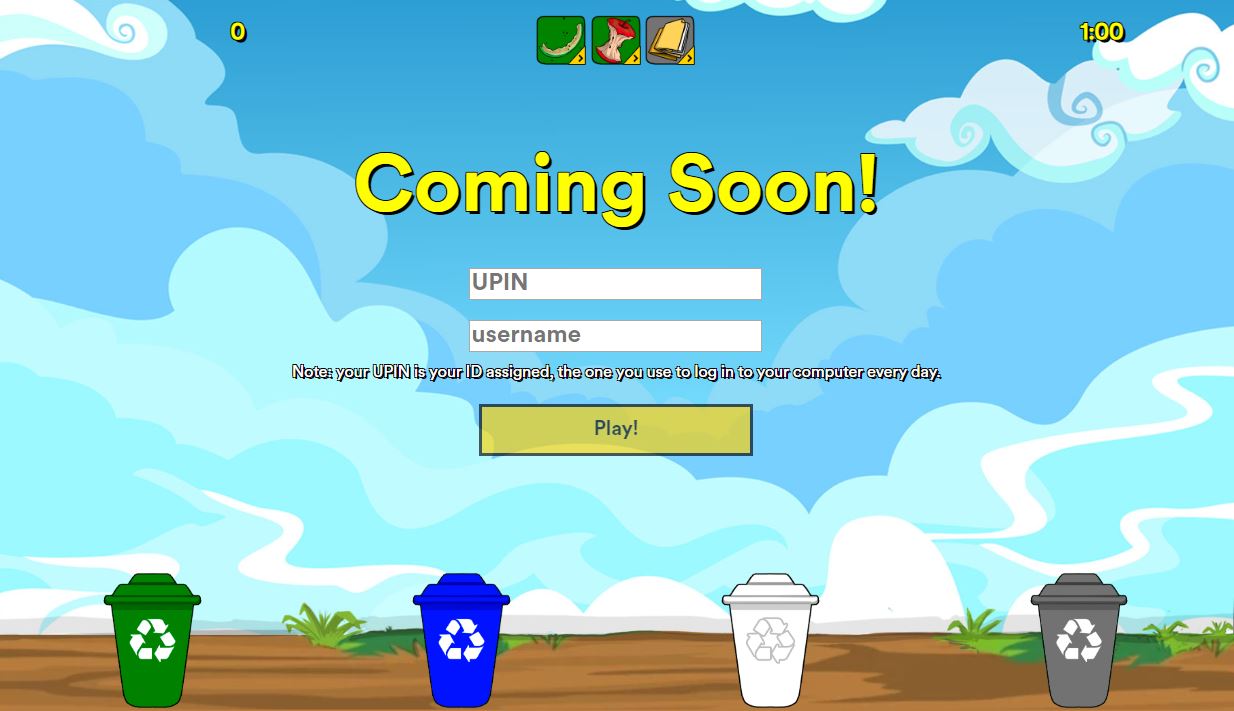 0
1:00
Coming Soon!
UPIN
username
Note: your UPIN is your ID assigned, the one you use to log in to your computer every day.
Play!